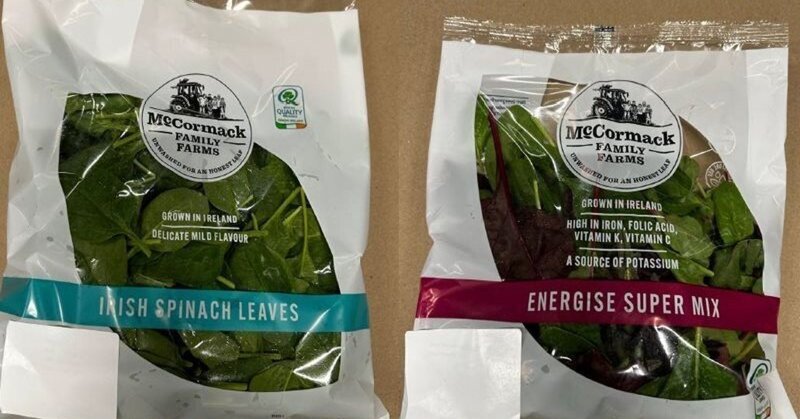 McCormack
FAMILY
FARMS
UNWASHED FOR AN HONEST LEAF
QUALITY
GROWN IN IRELAND
DELICATE MILD FLAVOUR
IRISH SPINACH LEAVES
McCormack
FAMILY
FARMS
UNWASHED FOR AN HONEST LEAF
GROWN IN IRELAND
HIGH IN IRON, FOLIC ACID,
VITAMIN K, VITAMIN C
A SOURCE OF POTASSIUM
ENERGISE SUPER MIX